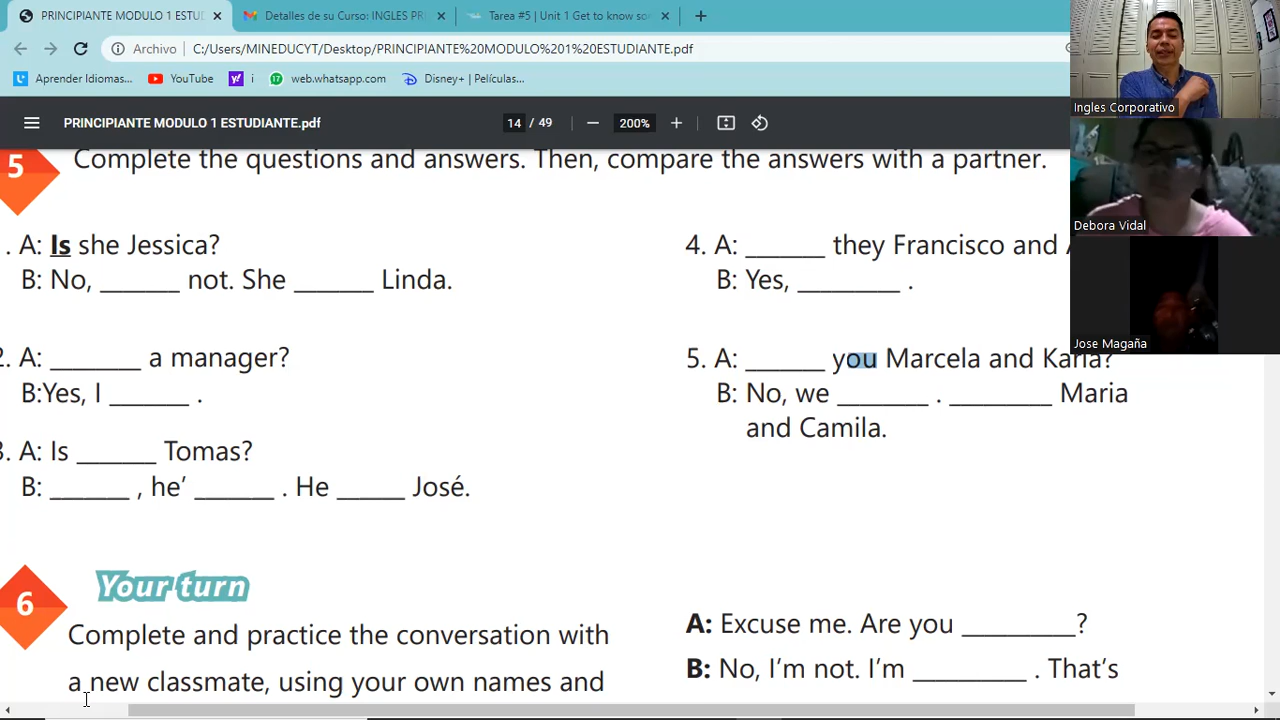 PRINCIPIANTE MODULO 1 ESTUD
Detalles de su Curso: INGLES PR
Tarea #5 | Unit 1 Get to know so
Archivo
C:/Users/MINEDUCYT/Desktop/PRINCIPIANTE%20MODULO%201%20ESTUDIANTE.pdf
Aprender Idiomas...
YouTube
i
web.whatsapp.com
Disney+ | Películas...
PRINCIPIANTE MODULO 1 ESTUDIANTE.pdf
14 / 49
200%
Ingles Corporativo
Debora Vidal
Jose Magaña
5
Complete the questions and answers. Then, compare the answers with a partner.
. A: Is she Jessica?
B: No, _______ not. She _______ Linda.
2. A: ________ a manager?
B:Yes, I _______ .
3. A: Is _______ Tomas?
B: _______ , he' _______ . He ______ José.
4. A: _______ they Francisco and A
B: Yes, _________ .
5. A: _______ you Marcela and Karla?
B: No, we ________ . _________ Maria
and Camila.
6
Your turn
Complete and practice the conversation with
a new classmate, using your own names and
A: Excuse me. Are you __________?
B: No, I'm not. I'm __________ . That's